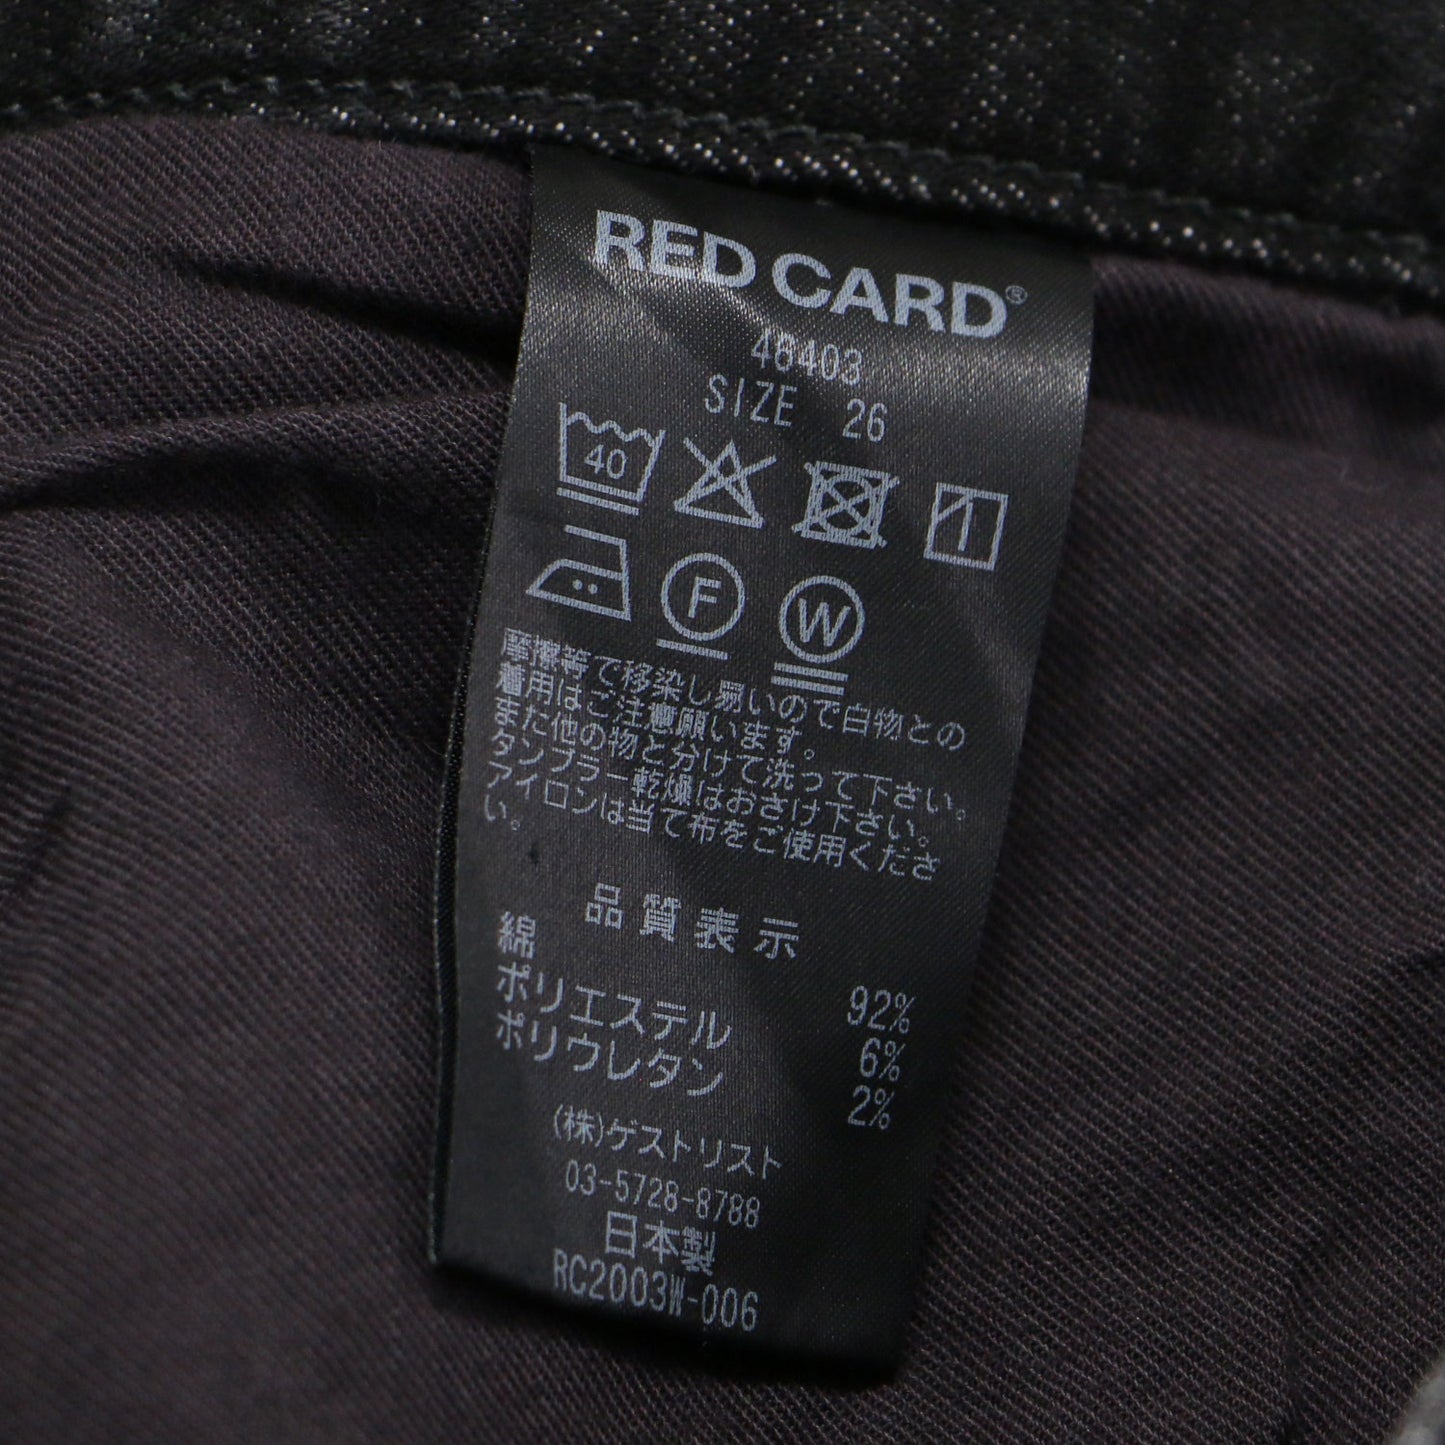 RED CARD®
48403
SIZE 26
40
F W
摩擦等で移染し易いので白物との
着用はご注意願います。
また他の物と分けて洗って下さい。
タンブラー乾燥はおさけ下さい。
アイロンは当て布をご使用くださ
い。
品質表示
綿 92%
ポリエステル 6%
ポリウレタン 2%
(株)ゲストリスト
03-5728-8788
日本製
RC2003W-006